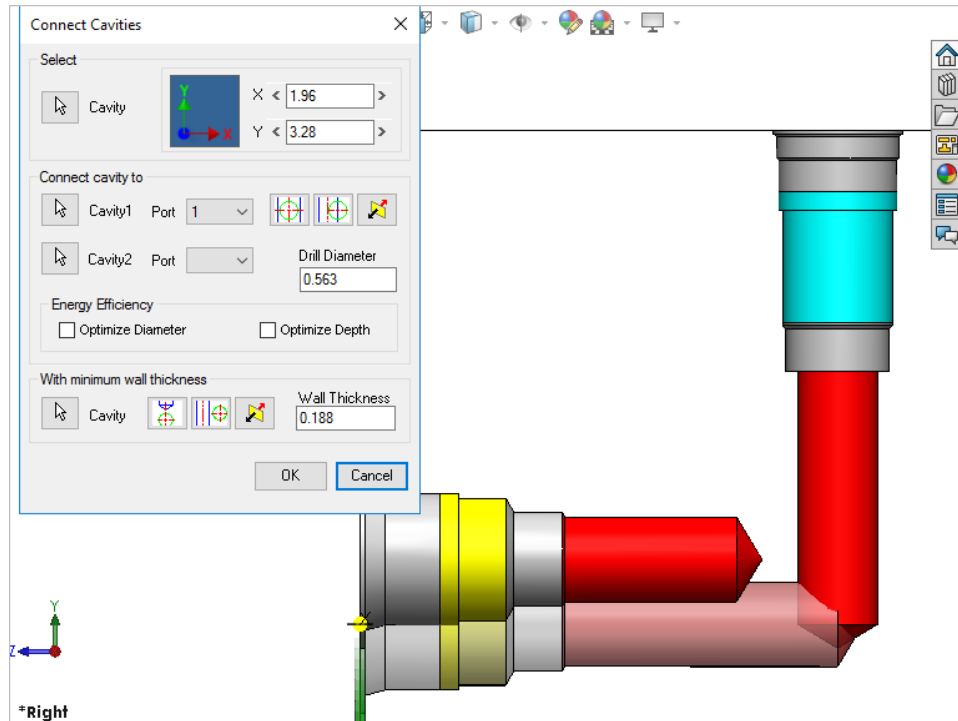 Connect Cavities
Select
Cavity
Y
X
X < 1.96 >
Y < 3.28 >
Connect cavity to
Cavity1 Port 1
Cavity2 Port
Drill Diameter
0.563
Energy Efficiency
Optimize Diameter Optimize Depth
With minimum wall thickness
Cavity
Wall Thickness
0.188
OK Cancel
Y
Z
*Right